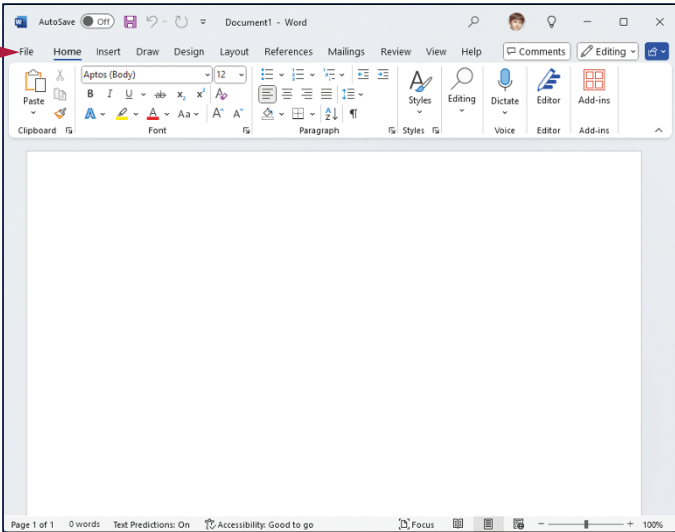 AutoSave Off Document1 - Word
File Home Insert Draw Design Layout References Mailings Review View Help Comments Editing
Aptos (Body) 12
Paste B I U ab x₂ x² A Styles Editing Dictate Editor Add-ins
A A Aa A A
Clipboard Font Paragraph Styles Voice Editor Add-ins
Page 1 of 1 0 words Text Predictions: On Accessibility: Good to go Focus 100%